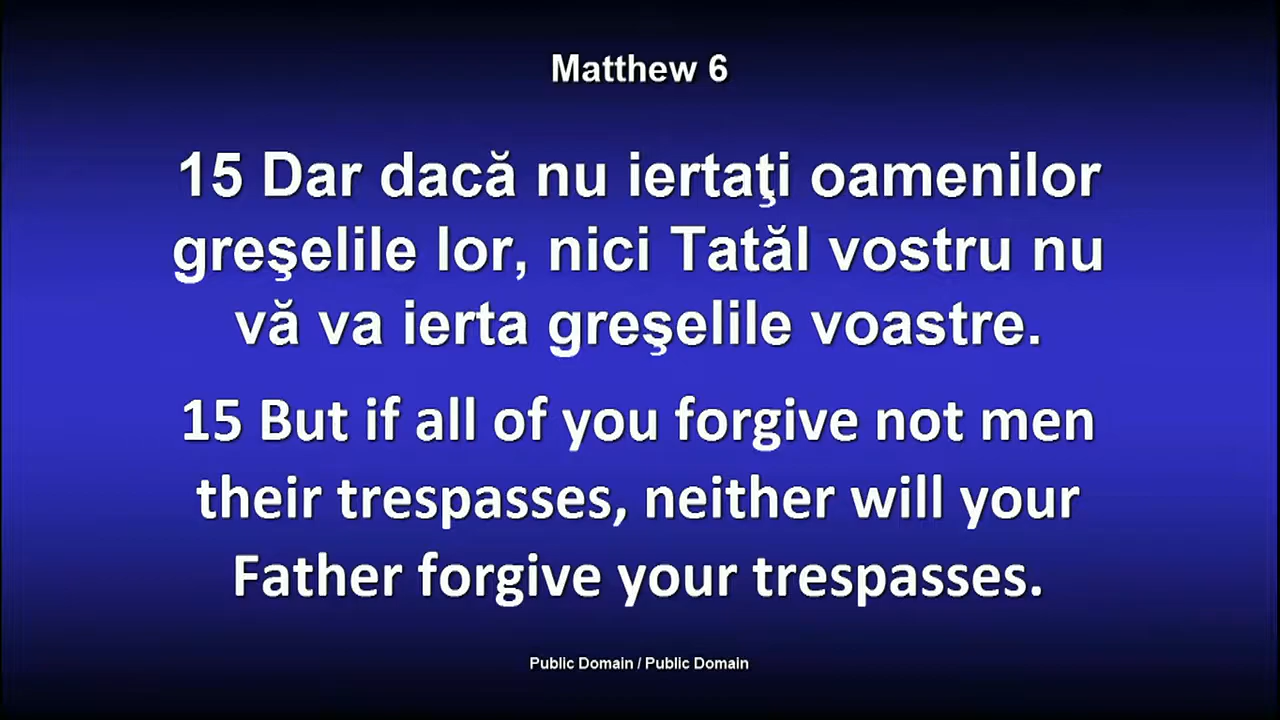 Matthew 6
15 Dar dacă nu iertaţi oamenilor
greşelile lor, nici Tatăl vostru nu
vă va ierta greşelile voastre.
15 But if all of you forgive not men
their trespasses, neither will your
Father forgive your trespasses.
Public Domain / Public Domain